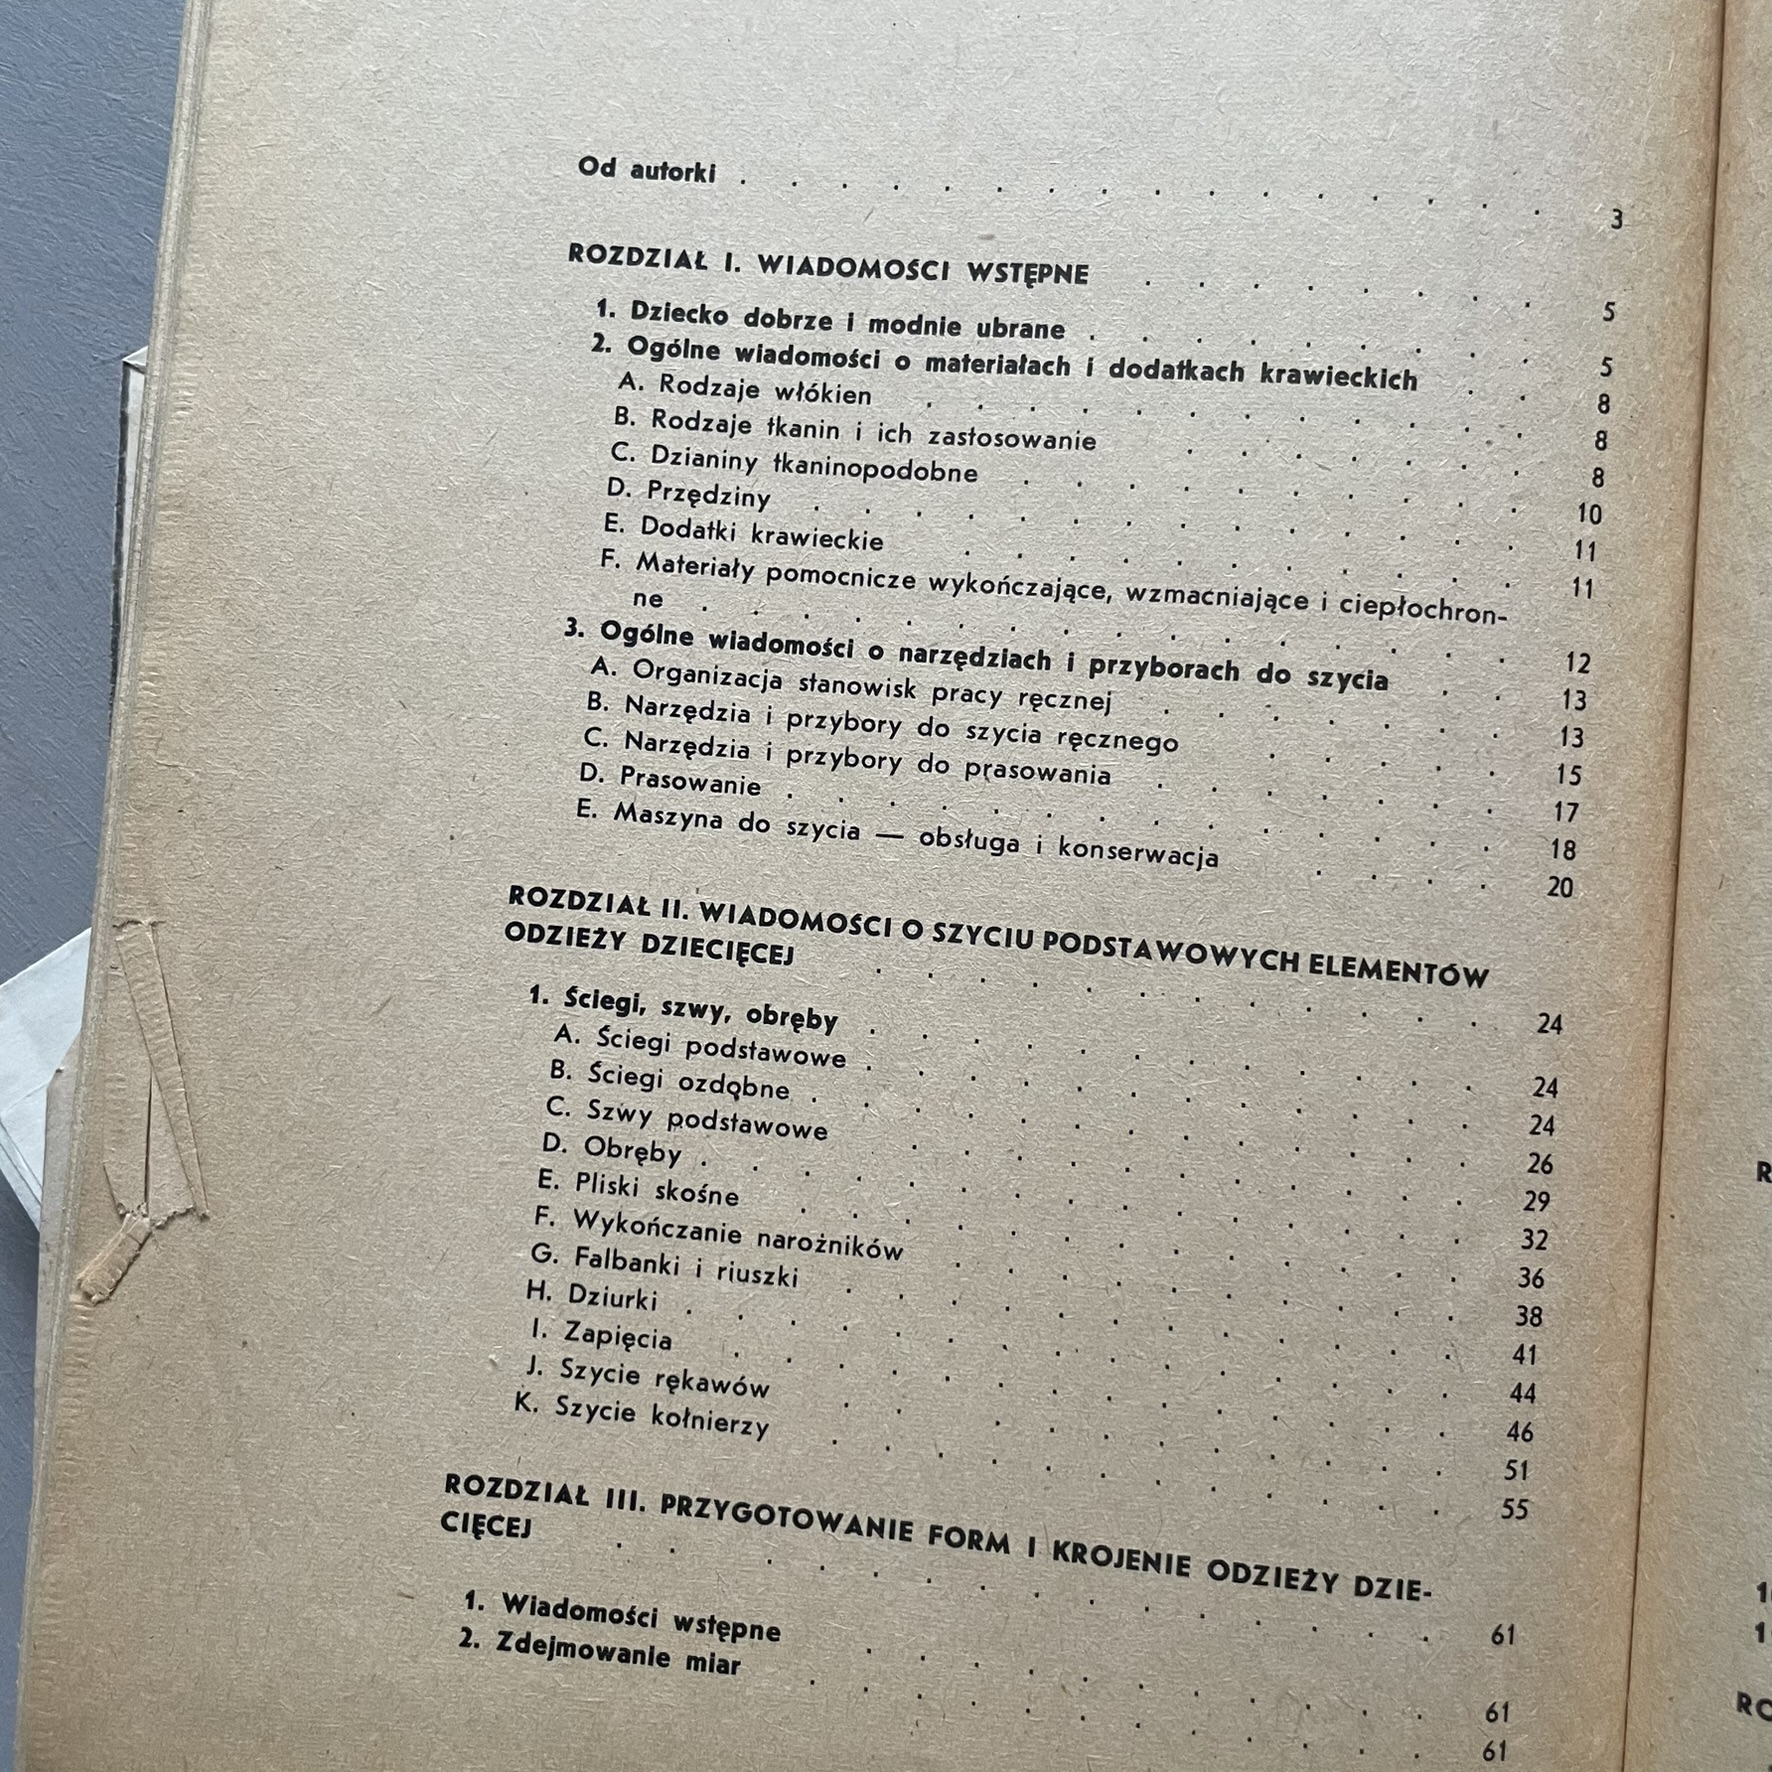 Od autorki . . . . . . . . . . . . . . . . 3
ROZDZIAŁ I. WIADOMOŚCI WSTĘPNE . . . . . . . . 5
1. Dziecko dobrze i modnie ubrane . . . . . . . . . 5
2. Ogólne wiadomości o materiałach i dodatkach krawieckich . . 8
A. Rodzaje włókien . . . . . . . . . . . . 8
B. Rodzaje tkanin i ich zastosowanie . . . . . . . 8
C. Dzianiny tkaninopodobne . . . . . . . . . . 10
D. Przędziny . . . . . . . . . . . . . . 11
E. Dodatki krawieckie . . . . . . . . . . . 11
F. Materiały pomocnicze wykończające, wzmacniające i ciepłochron-
ne . . . . . . . . . . . . . . . . 12
3. Ogólne wiadomości o narzędziach i przyborach do szycia . . 13
A. Organizacja stanowisk pracy ręcznej . . . . . . . 13
B. Narzędzia i przybory do szycia ręcznego . . . . . 15
C. Narzędzia i przybory do prasowania . . . . . . . 17
D. Prasowanie . . . . . . . . . . . . . . 18
E. Maszyna do szycia — obsługa i konserwacja . . . . 20
ROZDZIAŁ II. WIADOMOŚCI O SZYCIU PODSTAWOWYCH ELEMENTÓW
ODZIEŻY DZIECIĘCEJ . . . . . . . . . . . . 24
1. Ściegi, szwy, obręby . . . . . . . . . . . . 24
A. Ściegi podstawowe . . . . . . . . . . . . 24
B. Ściegi ozdobne . . . . . . . . . . . . . 26
C. Szwy podstawowe . . . . . . . . . . . 29
D. Obręby . . . . . . . . . . . . . . . 32
E. Pliski skośne . . . . . . . . . . . . . 36
F. Wykończanie narożników . . . . . . . . . . 38
G. Falbanki i riuszki . . . . . . . . . . . . 41
H. Dziurki . . . . . . . . . . . . . . . 44
I. Zapięcia . . . . . . . . . . . . . . 46
J. Szycie rękawów . . . . . . . . . . . . 51
K. Szycie kołnierzy . . . . . . . . . . . . 55
ROZDZIAŁ III. PRZYGOTOWANIE FORM I KROJENIE ODZIEŻY DZIE-
CIĘCEJ . . . . . . . . . . . . . . . . 61
1. Wiadomości wstępne . . . . . . . . . . . 61
2. Zdejmowanie miar . . . . . . . . . . . . 61